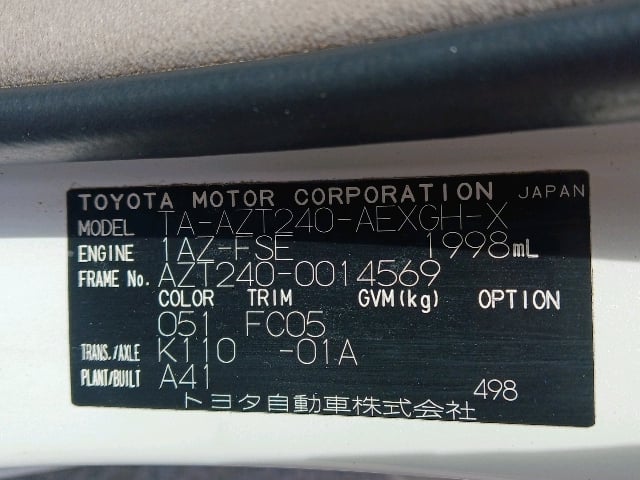 TOYOTA MOTOR CORPORATION JAPAN
MODEL TA-AZT240-AEXGH-X
ENGINE 1AZ-FSE 1998mL
FRAME No. AZT240-0014569
COLOR TRIM GVM(kg) OPTION
051 FC05
TRANS./AXLE K110 -01A
PLANT/BUILT A41 498
トヨタ自動車株式会社